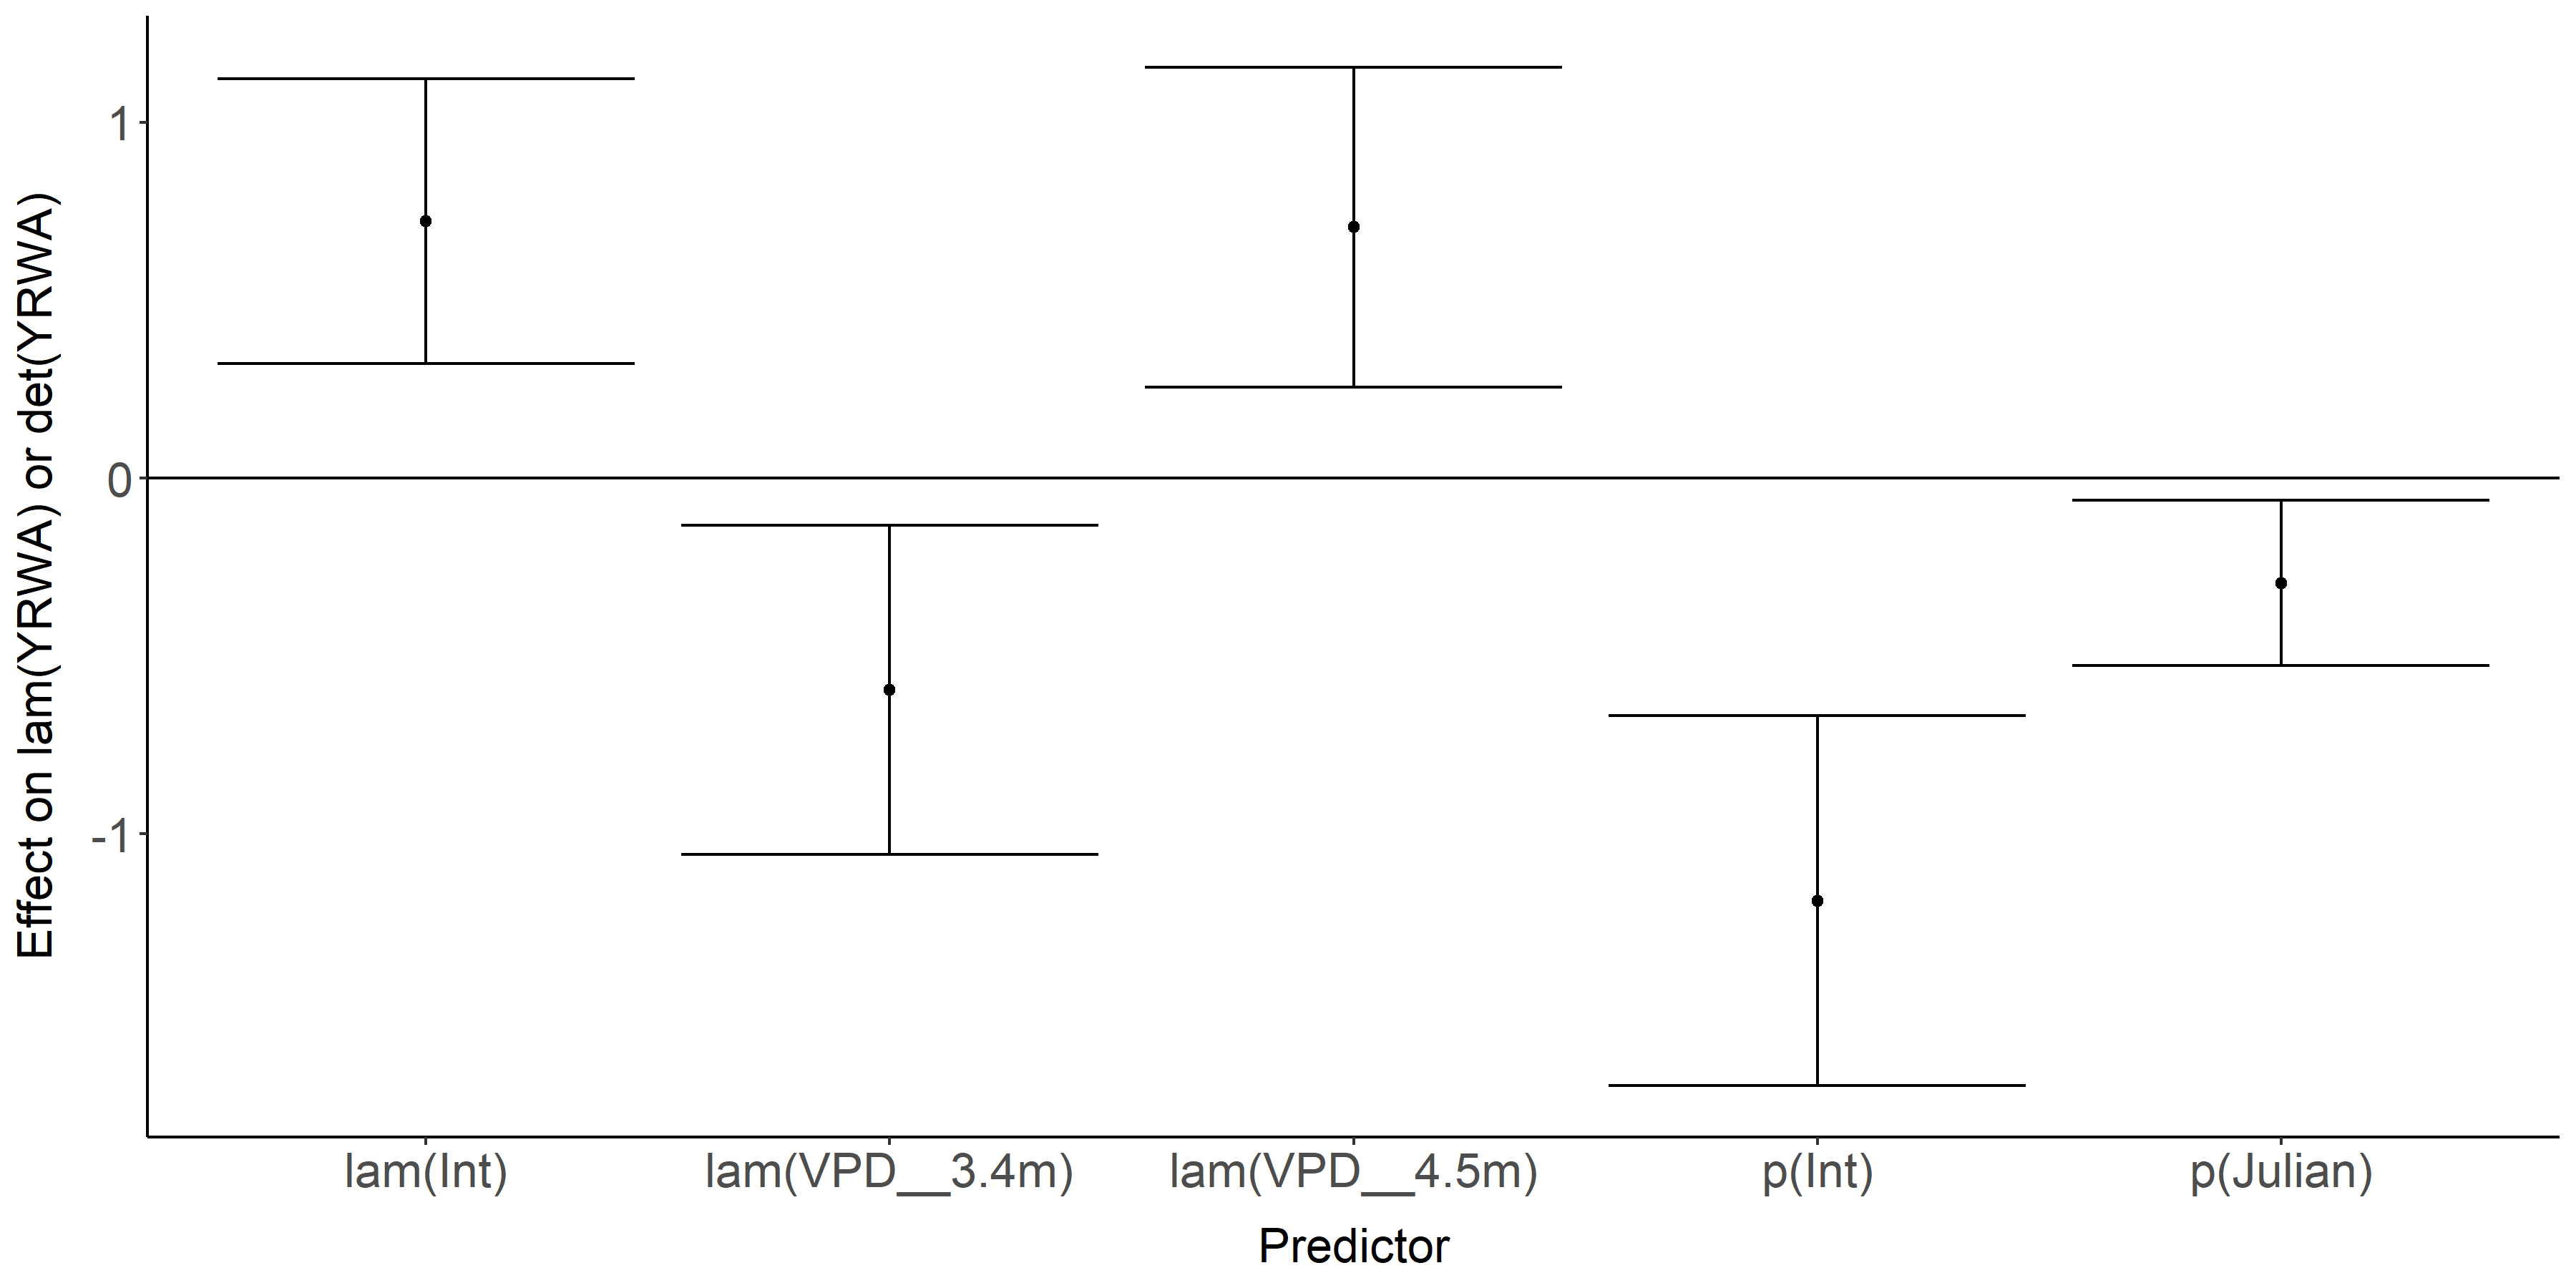 Effect on lam(YRWA) or det(YRWA)
1
0
-1
lam(Int)
lam(VPD__3.4m)
lam(VPD__4.5m)
p(Int)
p(Julian)
Predictor